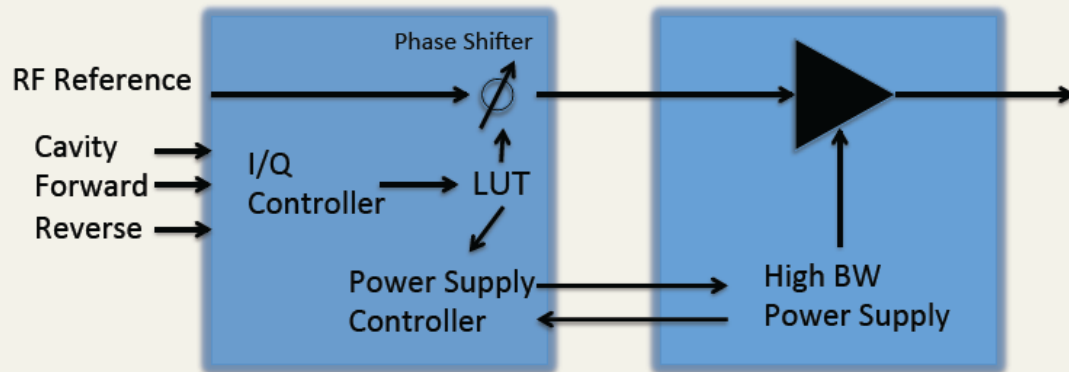 Phase Shifter
RF Reference
Cavity
Forward
Reverse
I/Q
Controller
LUT
Power Supply
Controller
High BW
Power Supply